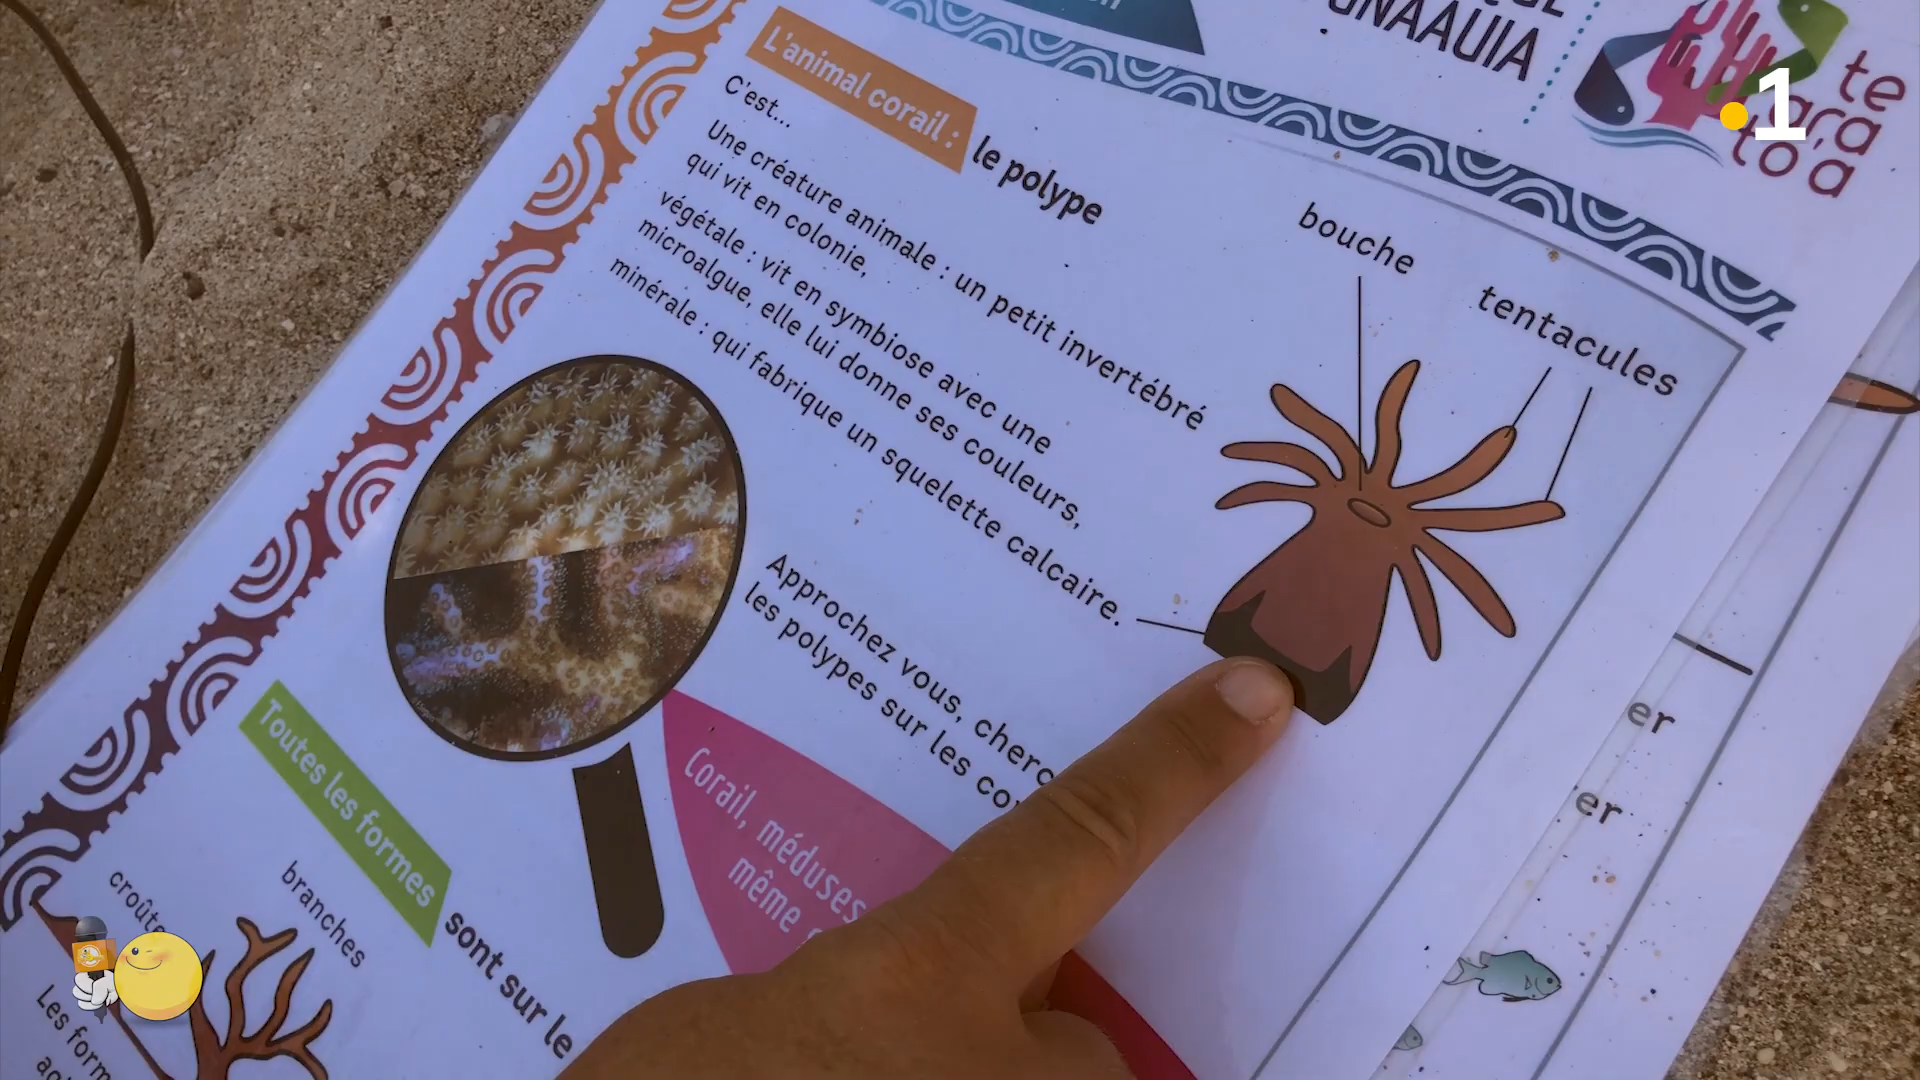 UNAAUIA
te
ara
to'a
1
L'animal corail : le polype
C'est...
Une créature animale : un petit invertébré
qui vit en colonie,
végétale : vit en symbiose avec une
microalgue, elle lui donne ses couleurs,
minérale : qui fabrique un squelette calcaire.
bouche
tentacules
Approchez vous, cherc
les polypes sur les co
Corail, méduses
même
Toutes les formes sont sur le
croûte
branches
Les form
er
er